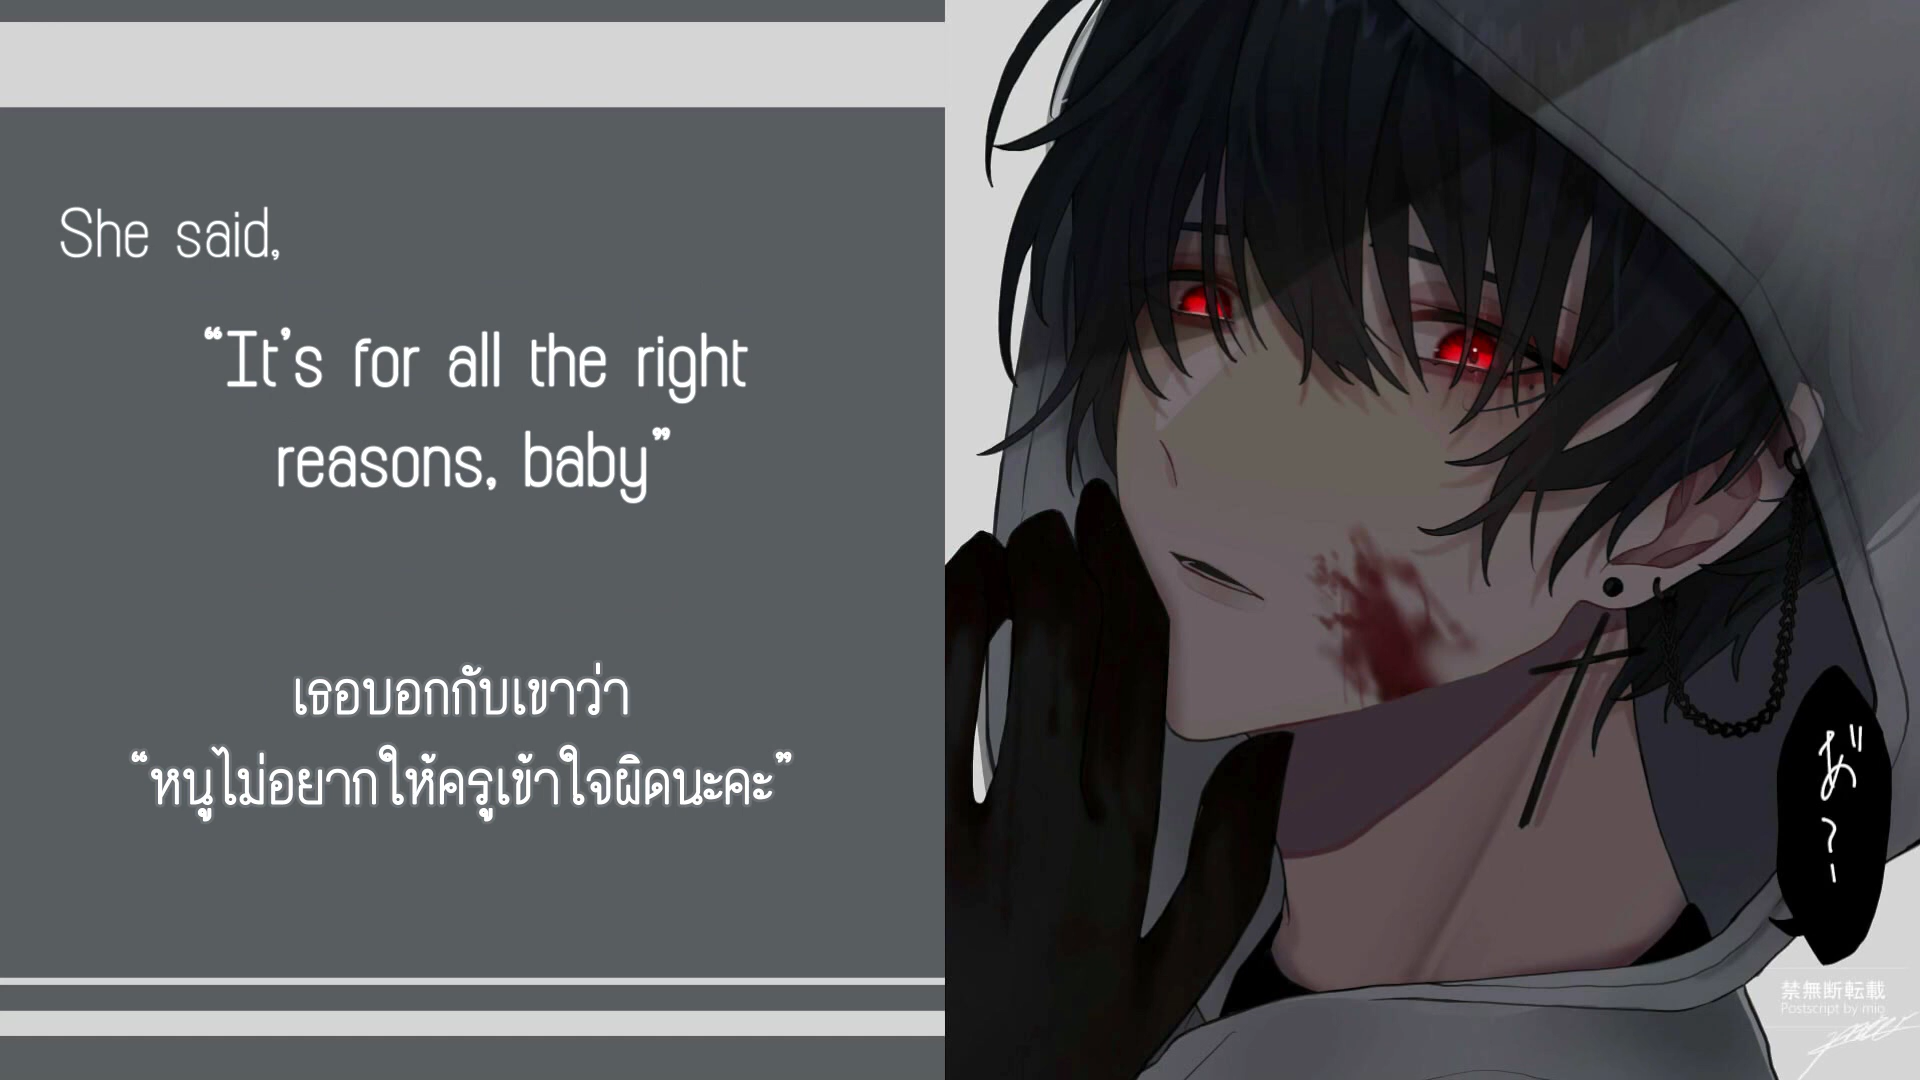 She said,
“It’s for all the right
reasons, baby”
เธอบอกกับเขาว่า
“หนูไม่อยากให้ครูเข้าใจผิดนะคะ”
あ゛？
禁無断転載
Postscript by mio